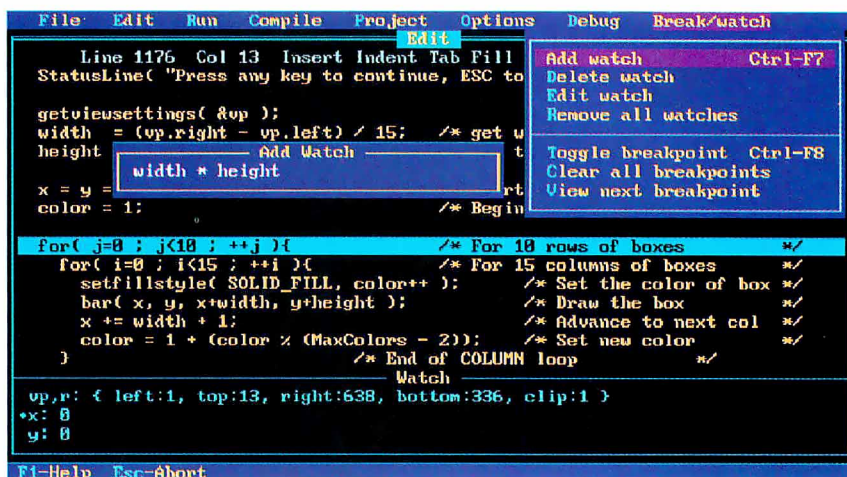 File Edit Run Compile Project Options Debug Break/watch
Edit
Line 1176 Col 13 Insert Indent Tab Fill
StatusLine( "Press any key to continue, ESC to
getviewsettings( &vp );
width = (vp.right - vp.left) / 15; /* get w
height
x = y =
color = 1; /* Begin
Add Watch
width * height
Add watch Ctrl-F7
Delete watch
Edit watch
Remove all watches
Toggle breakpoint Ctrl-F8
Clear all breakpoints
View next breakpoint
for( j=0 ; j<10 ; ++j ){ /* For 10 rows of boxes */
for( i=0 ; i<15 ; ++i ){ /* For 15 columns of boxes */
setfillstyle( SOLID_FILL, color++ ); /* Set the color of box */
bar( x, y, x+width, y+height ); /* Draw the box */
x += width + 1; /* Advance to next col */
color = 1 + (color % (MaxColors - 2)); /* Set new color */
} /* End of COLUMN loop */
Watch
vp,r: { left:1, top:13, right:638, bottom:336, clip:1 }
•x: 0
y: 0
F1-Help Esc-Abort